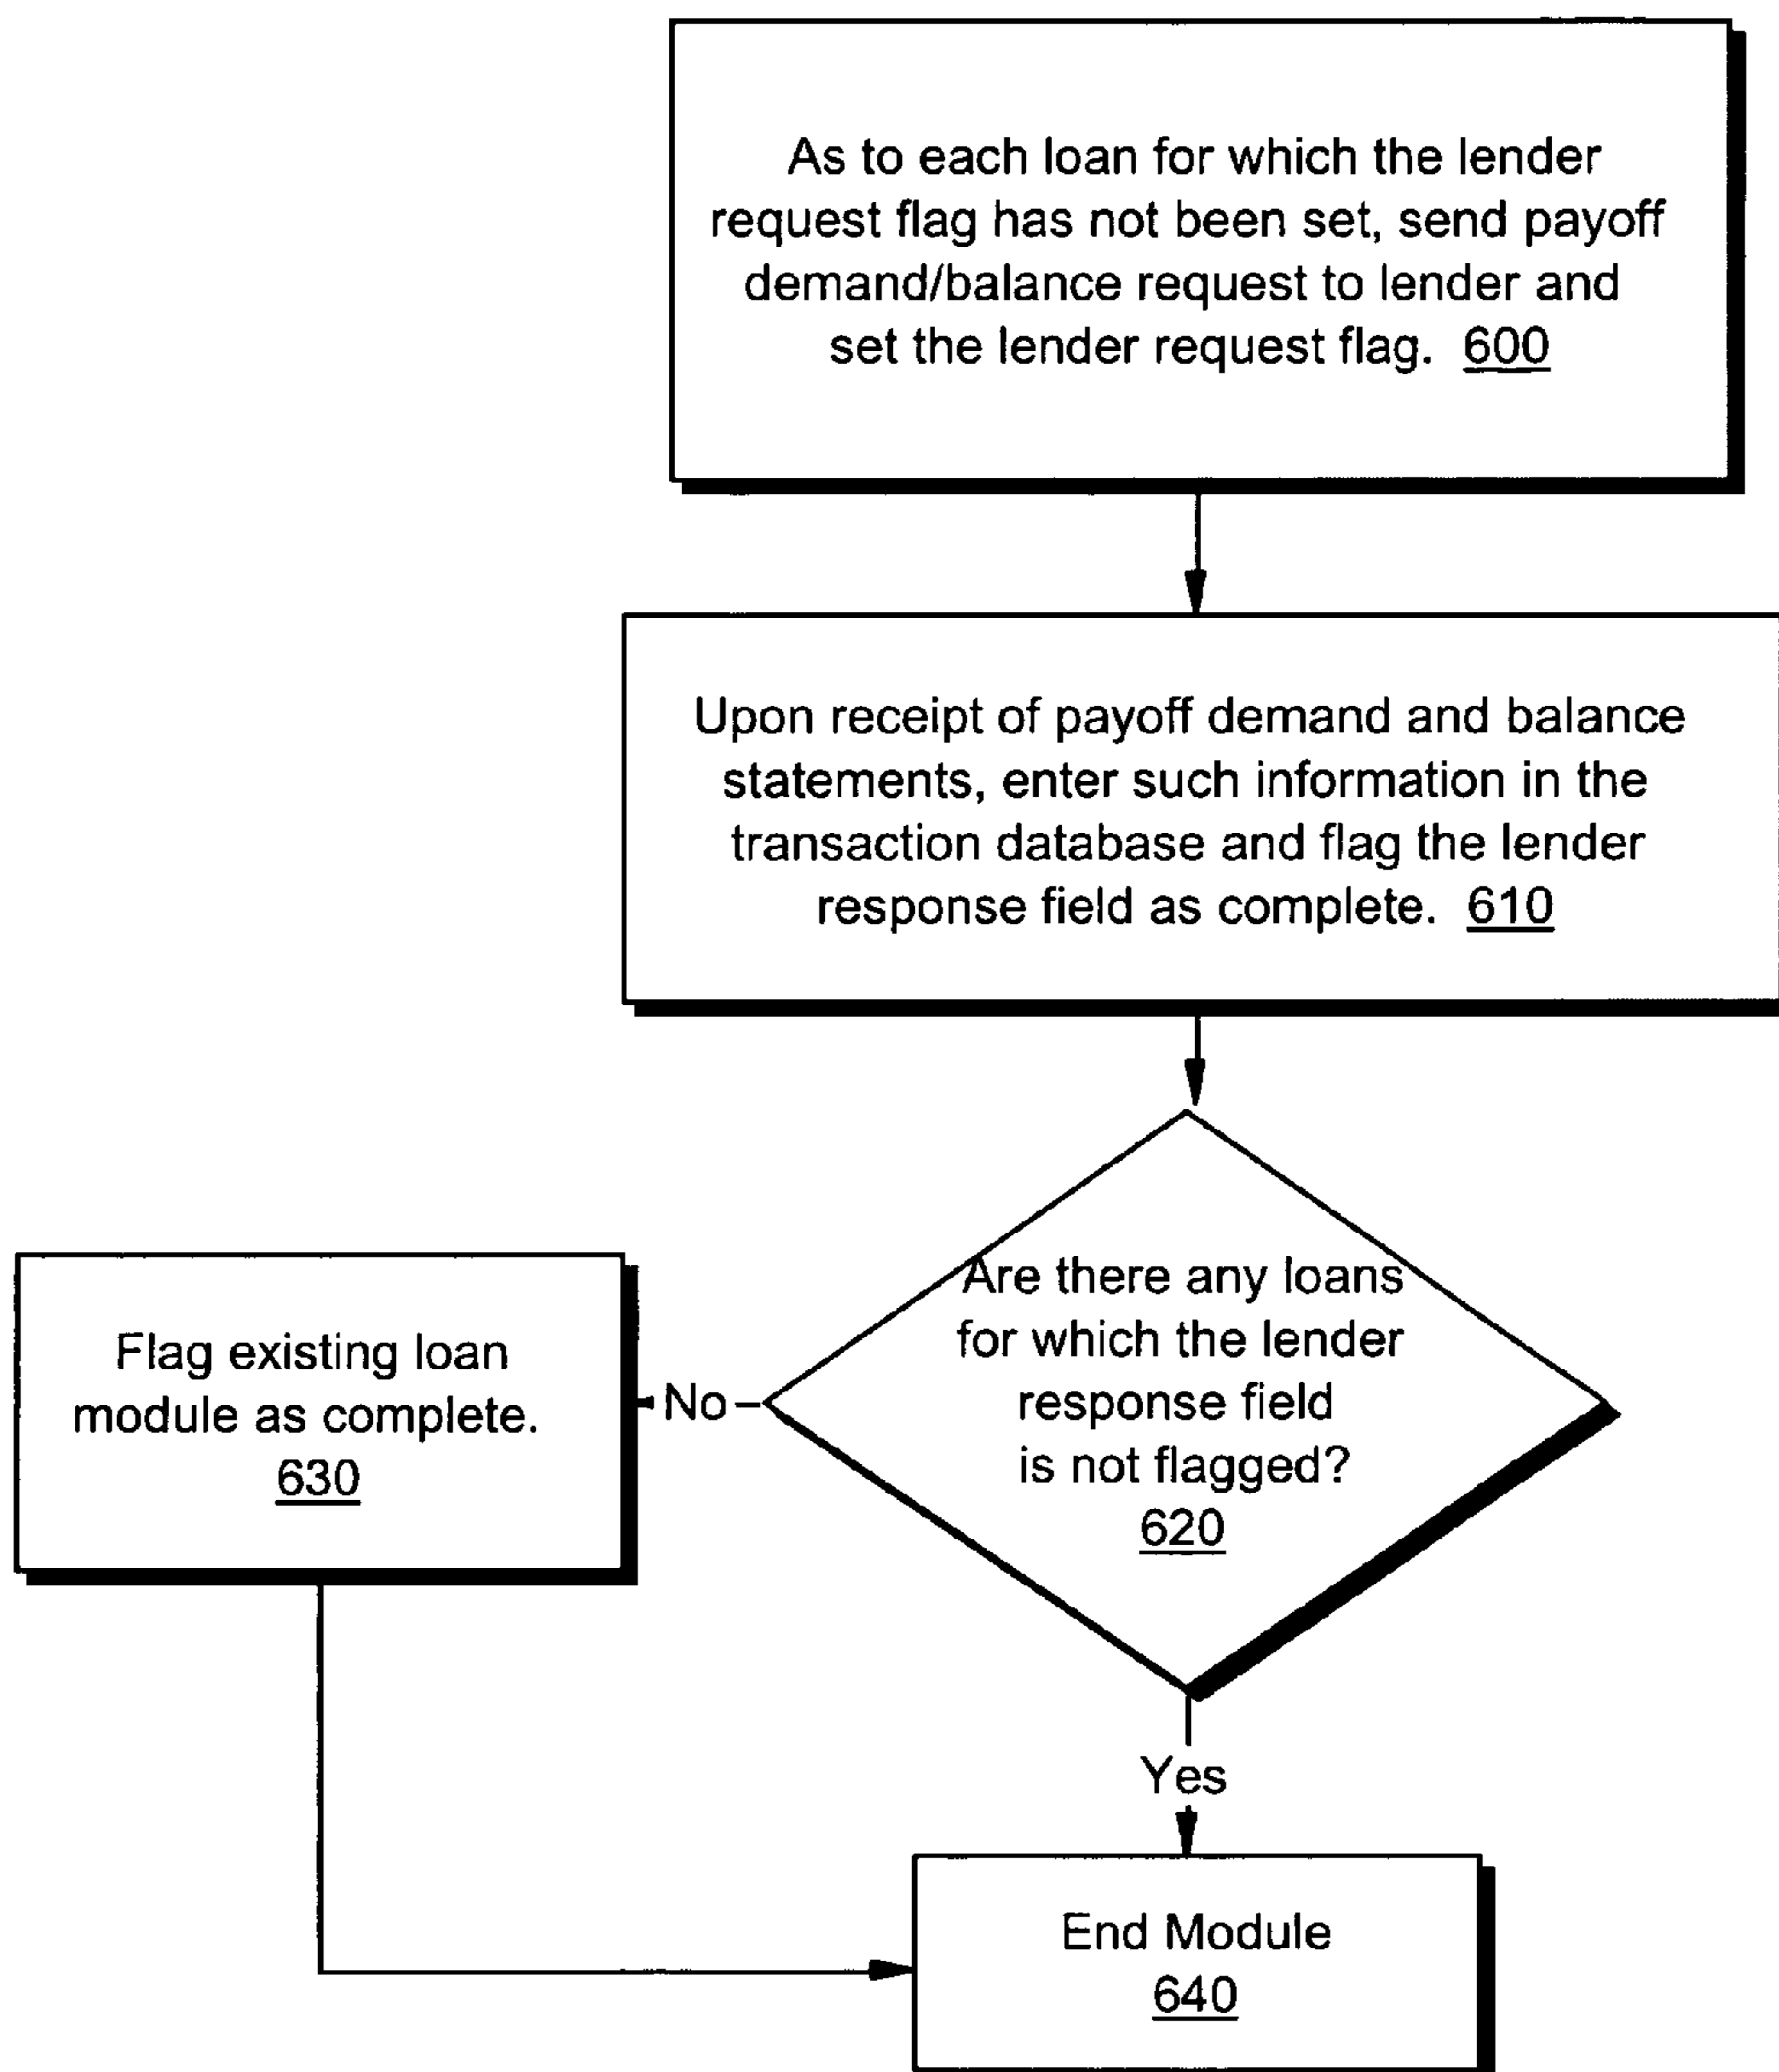 As to each loan for which the lender
request flag has not been set, send payoff
demand/balance request to lender and
set the lender request flag. 600
Upon receipt of payoff demand and balance
statements, enter such information in the
transaction database and flag the lender
response field as complete. 610
Are there any loans
for which the lender
response field
is not flagged?
620
No
Flag existing loan
module as complete.
630
Yes
End Module
640